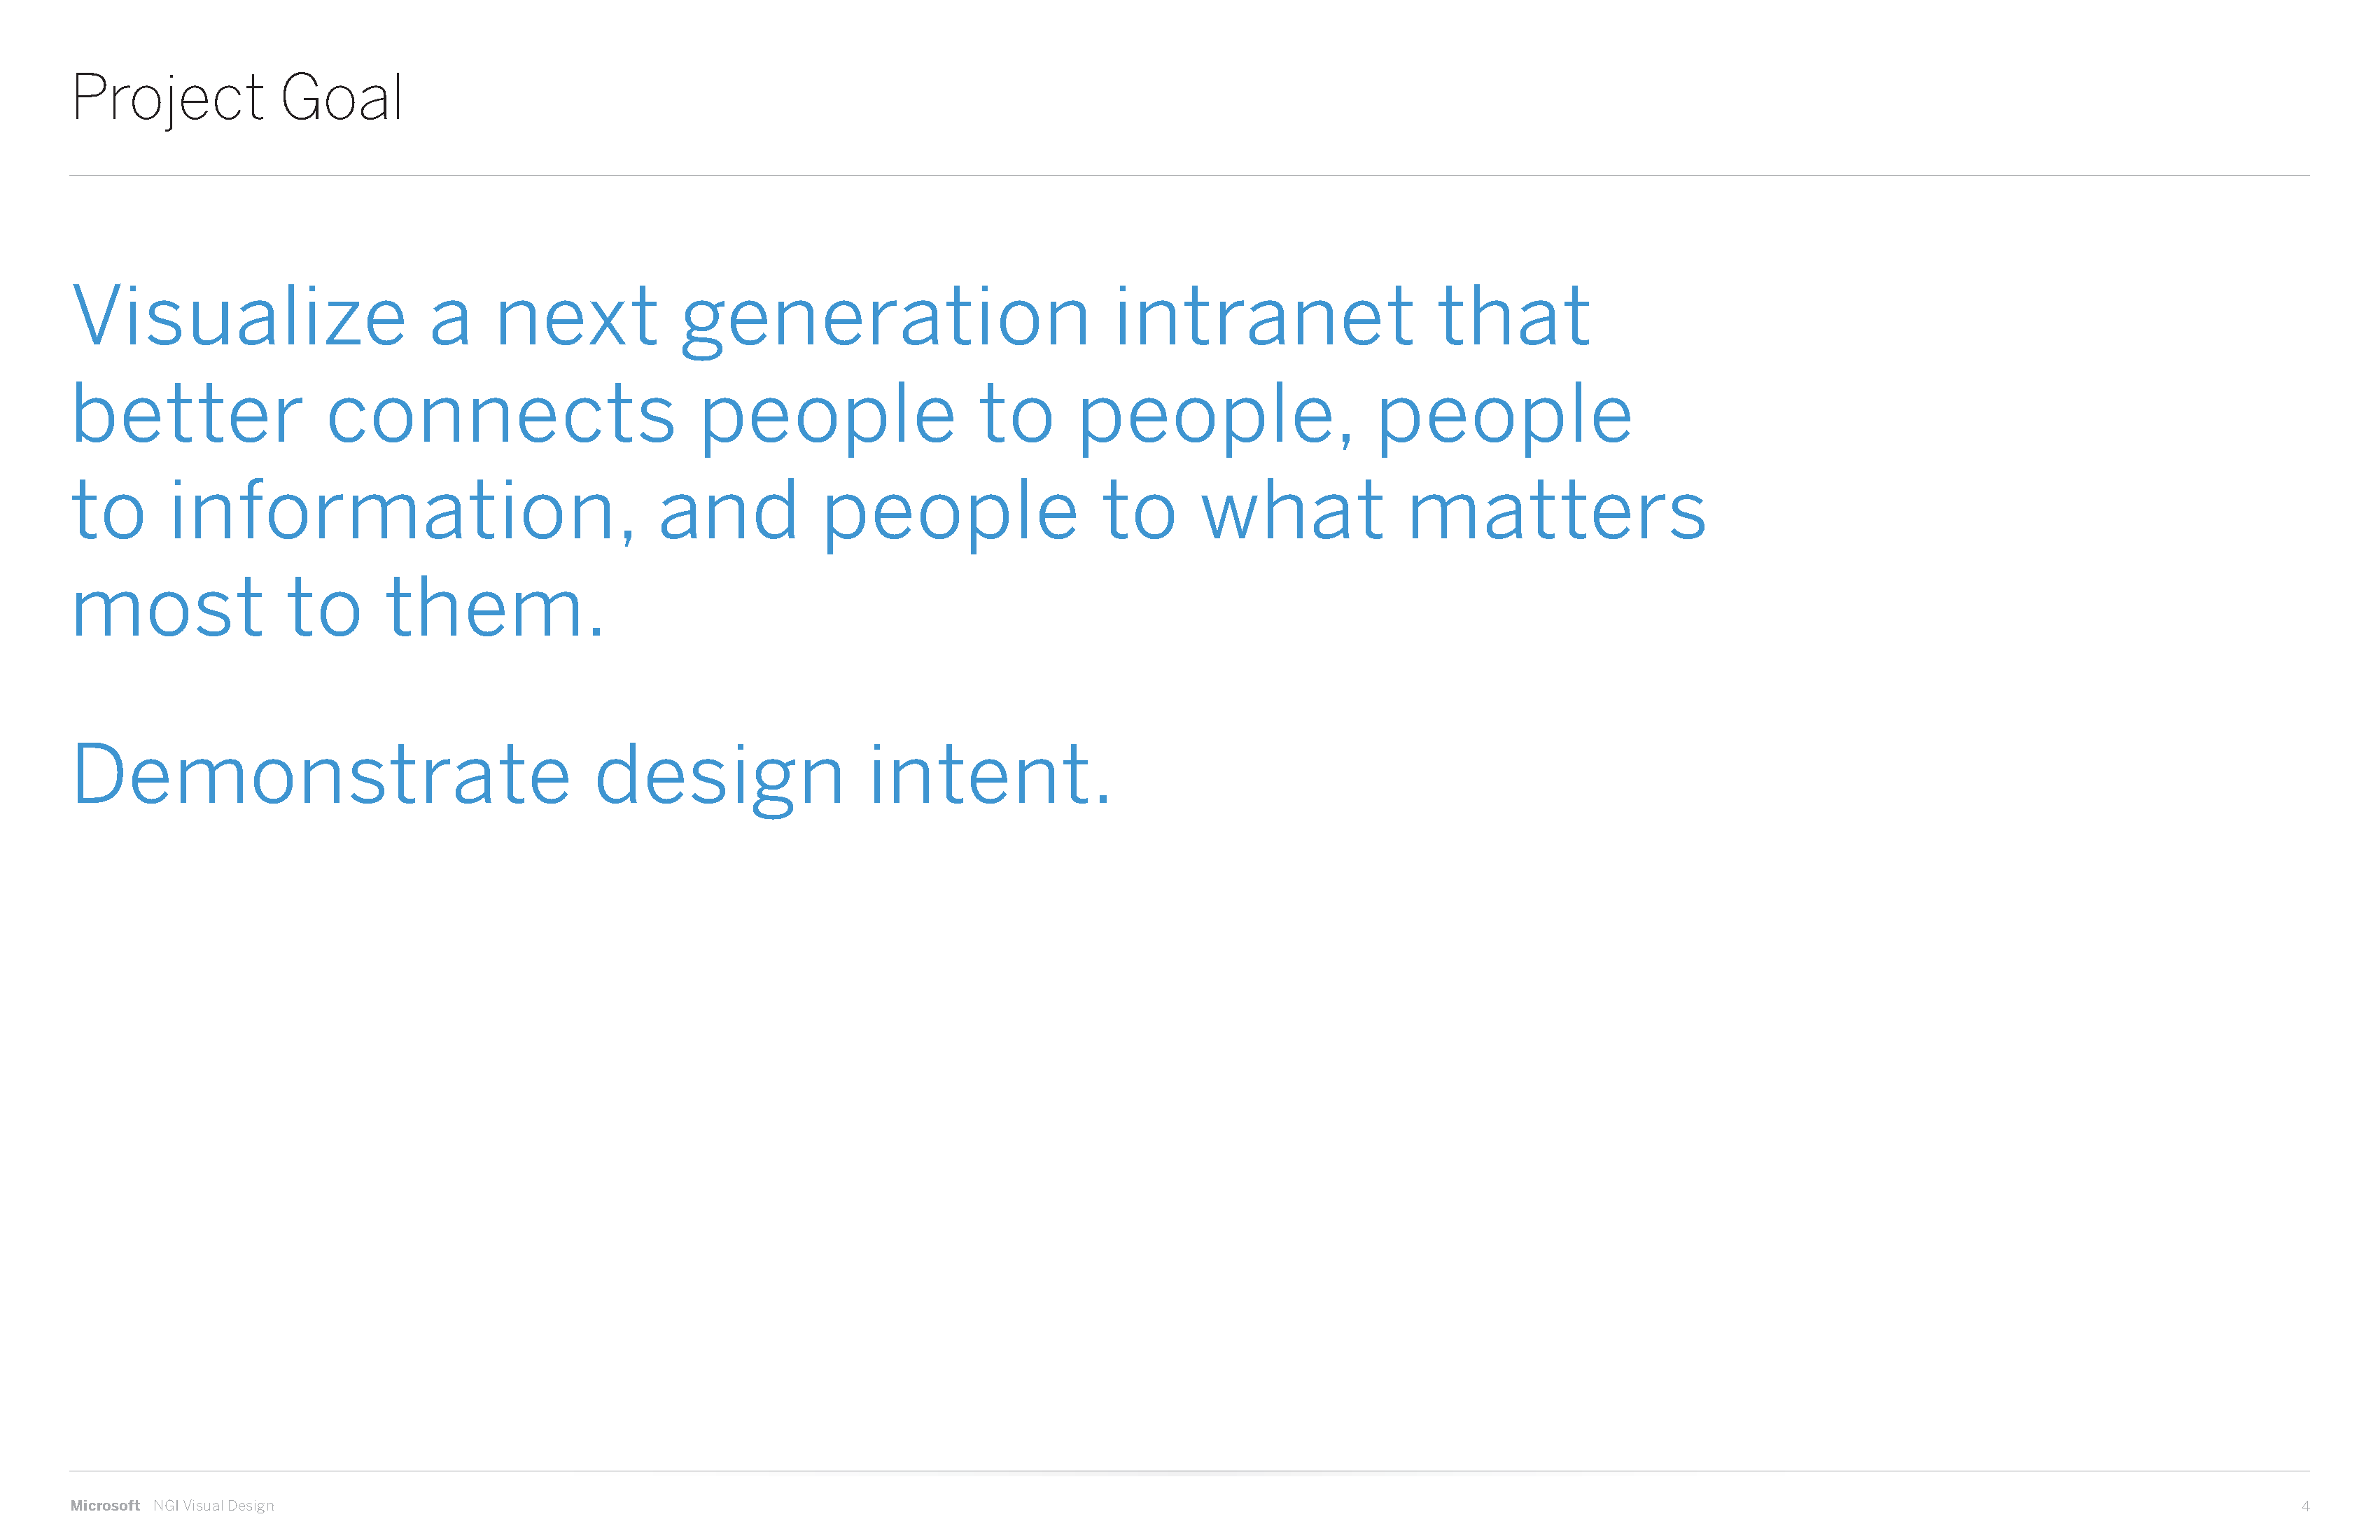 Project Goal
Visualize a next generation intranet that
better connects people to people, people
to information, and people to what matters
most to them.
Demonstrate design intent.
Microsoft NGI Visual Design
4